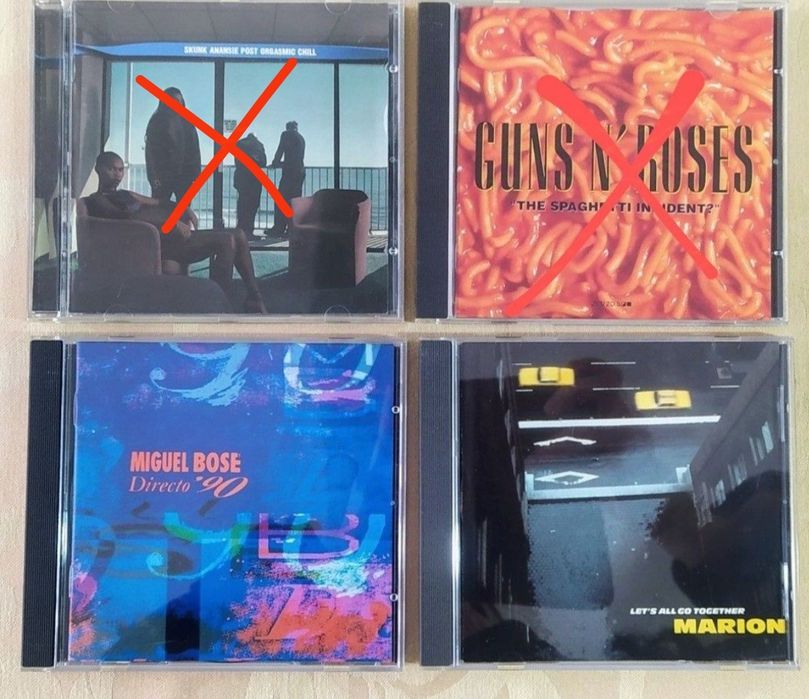 SKUNK ANANSIE POST ORGASMIC CHILL
GUNS N' ROSES
"THE SPAGHETTI INCIDENT?"
MIGUEL BOSE
Directo '90
LET'S ALL GO TOGETHER
MARION